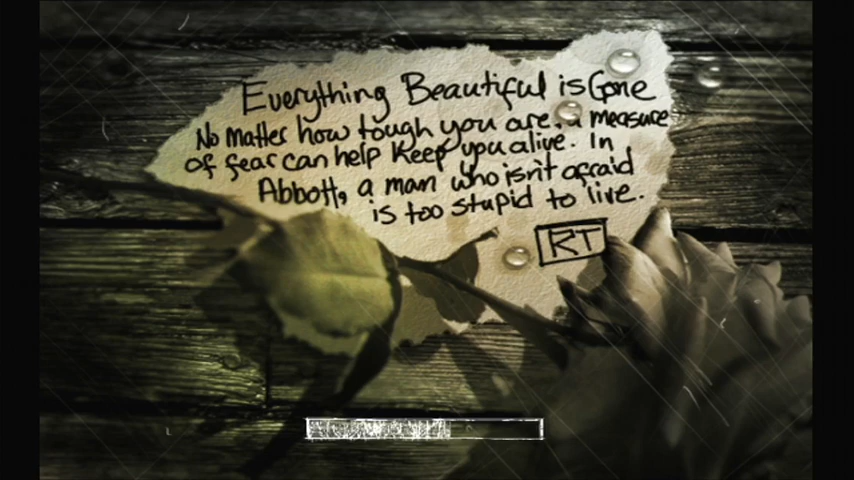 Everything Beautiful is Gone
No matter how tough you are, a measure
of fear can help keep you alive. In
Abbott, a man who isn't afraid
is too stupid to live.
RT